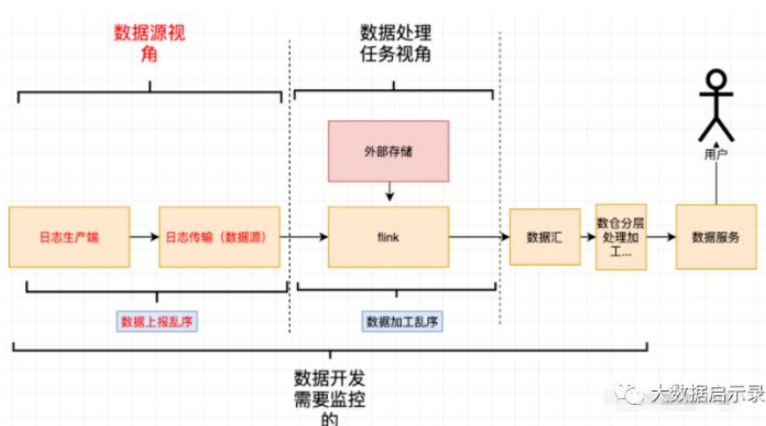 数据源视
角
数据处理
任务视角
外部存储
用户
日志生产端
日志传输（数据源）
flink
数据汇
数仓分层
处理加
工...
数据服务
数据上报乱序
数据加工乱序
数据开发
需要监控
的
大数据启示录